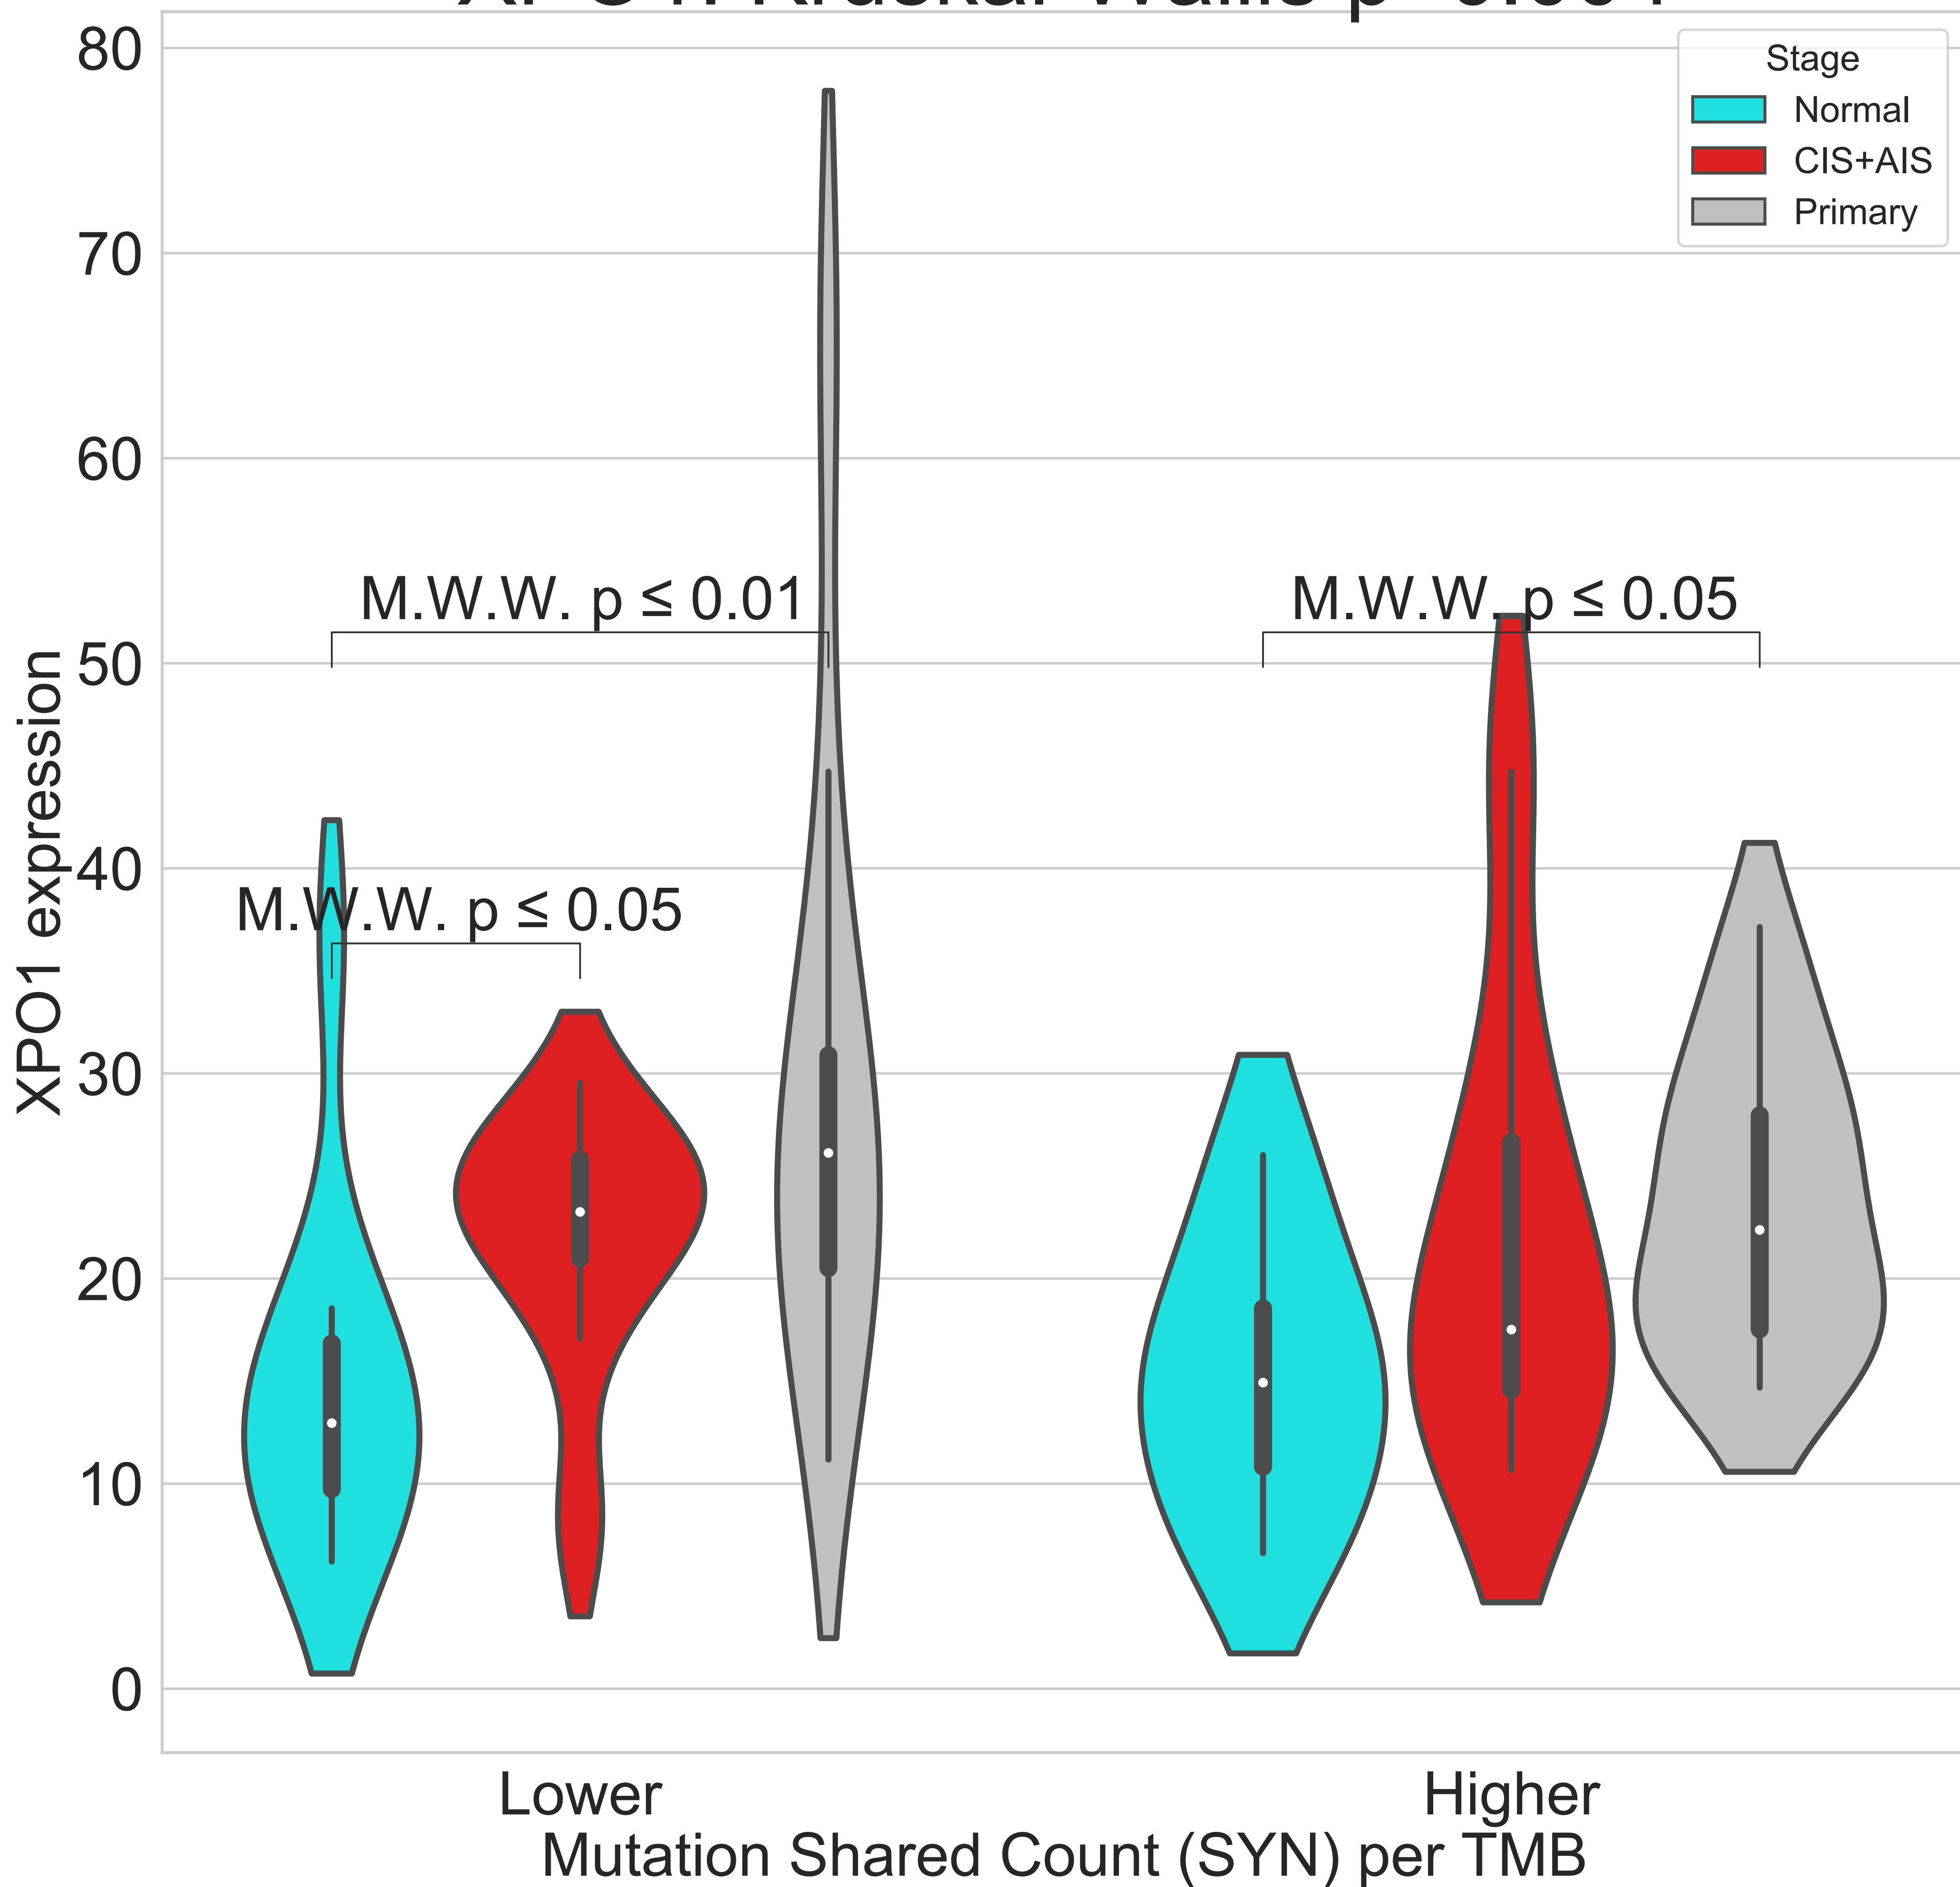 80
70
60
50
40
30
20
10
0
XPO1 expression
Stage
Normal
CIS+AIS
Primary
M.W.W. p ≤ 0.01
M.W.W. p ≤ 0.05
M.W.W. p ≤ 0.05
Lower
Higher
Mutation Shared Count (SYN) per TMB